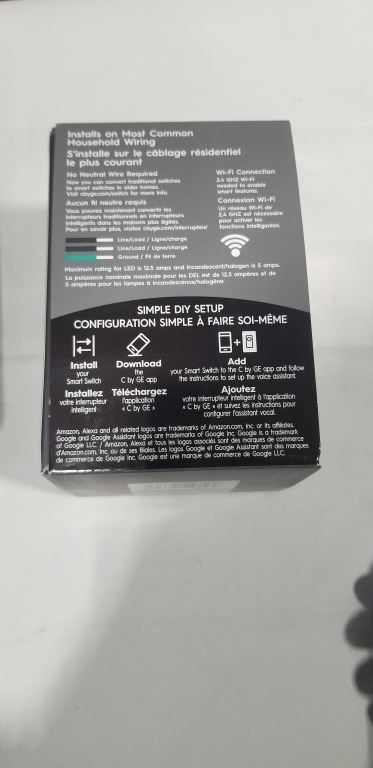 Installs on Most Common
Household Wiring
S'installe sur le câblage résidentiel
le plus courant
No Neutral Wire Required
Now you can convert traditional switches
to smart switches in older homes.
Visit cbyge.com/switch for more info.
Aucun fil neutre requis
Vous pouvez maintenant convertir les
interrupteurs traditionnels en interrupteurs
intelligents dans les maisons plus âgées.
Pour en savoir plus, visitez cbyge.com/interrupteur
Wi-Fi Connection
2.4 GHZ Wi-Fi
needed to enable
smart features.
Connexion Wi-Fi
Un réseau Wi-Fi de
2,4 GHZ est nécessaire
pour activer les
fonctions intelligentes.
Line/Load / Ligne/charge
Line/Load / Ligne/charge
Ground / Fil de terre
Maximum rating for LED is 12.5 amps and incandescent/halogen is 5 amps.
La puissance nominale maximale pour les DEL est de 12,5 ampères et de
5 ampères pour les lampes à incandescence/halogène.
SIMPLE DIY SETUP
CONFIGURATION SIMPLE À FAIRE SOI-MÊME
Install
your
Smart Switch
Installez
votre interrupteur
intelligent
Download
the
C by GE app
Téléchargez
l'application
« C by GE »
+
Add
your Smart Switch to the C by GE app and follow
the instructions to set up the voice assistant.
Ajoutez
votre interrupteur intelligent à l'application
« C by GE » et suivez les instructions pour
configurer l'assistant vocal.
Amazon, Alexa and all related logos are trademarks of Amazon.com, Inc. or its affiliates.
Google and Google Assistant logos are trademarks of Google Inc. Google is a trademark
of Google LLC. / Amazon, Alexa et tous les logos associés sont des marques de commerce
d'Amazon.com, Inc. ou de ses filiales. Les logos Google et Google Assistant sont des marques
de commerce de Google Inc. Google est une marque de commerce de Google LLC.